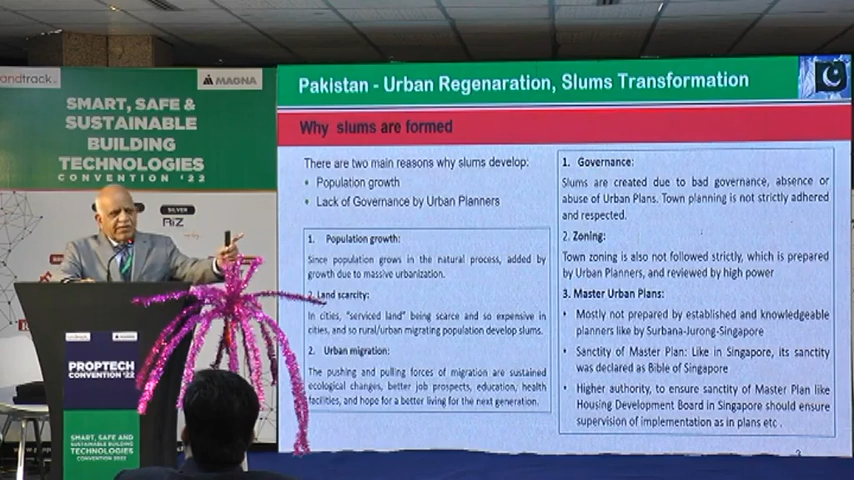 andtrack.
MAGNA
SMART, SAFE &
SUSTAINABLE
BUILDING
TECHNOLOGIES
CONVENTION '22
SILVER
RiZ
PROPTECH
CONVENTION '22
SMART, SAFE AND
SUSTAINABLE BUILDING
TECHNOLOGIES
CONVENTION 2022
Pakistan - Urban Regenaration, Slums Transformation
Why slums are formed
There are two main reasons why slums develop:
• Population growth
• Lack of Governance by Urban Planners
1. Population growth:
Since population grows in the natural process, added by
growth due to massive urbanization.
2. Land scarcity:
In cities, "serviced land" being scarce and so expensive in
cities, and so rural/urban migrating population develop slums.
2. Urban migration:
The pushing and pulling forces of migration are sustained
ecological changes, better job prospects, education, health
facilities, and hope for a better living for the next generation.
1. Governance:
Slums are created due to bad governance, absence or
abuse of Urban Plans. Town planning is not strictly adhered
and respected.
2. Zoning:
Town zoning is also not followed strictly, which is prepared
by Urban Planners, and reviewed by high power
3. Master Urban Plans:
• Mostly not prepared by established and knowledgeable
planners like by Surbana-Jurong-Singapore
• Sanctity of Master Plan: Like in Singapore, its sanctity
was declared as Bible of Singapore
• Higher authority, to ensure sanctity of Master Plan like
Housing Development Board in Singapore should ensure
supervision of implementation as in plans etc .